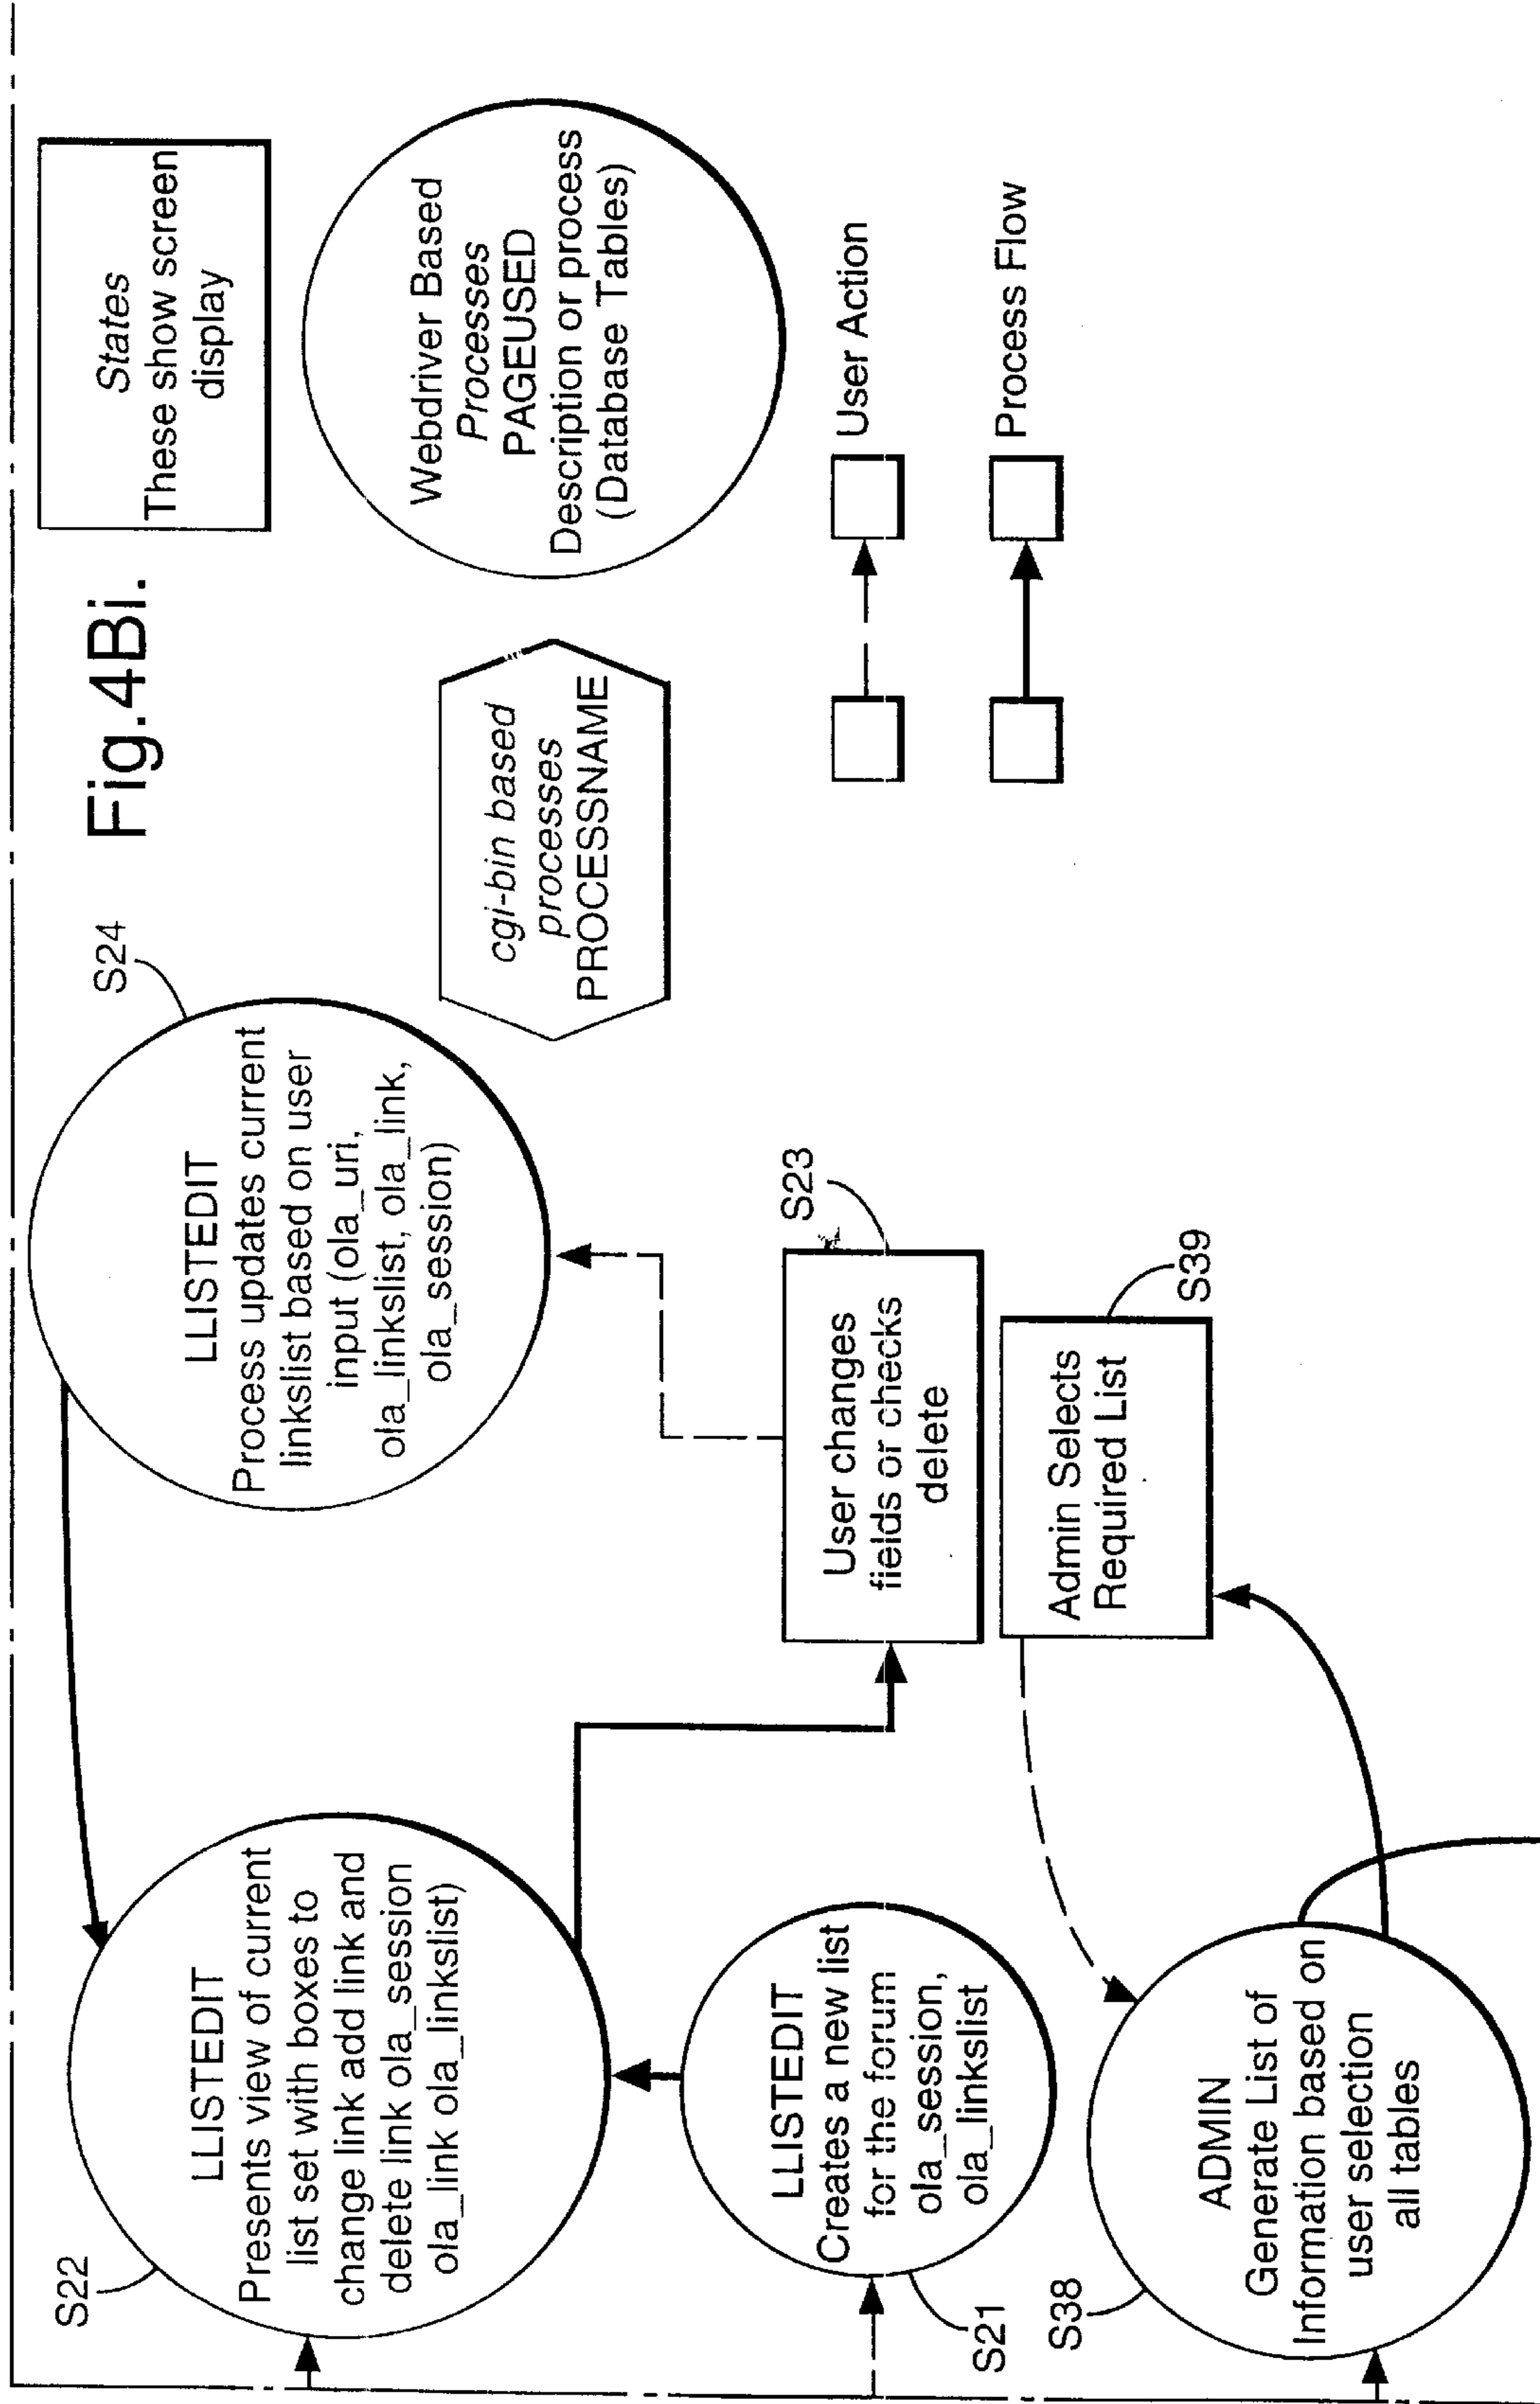 Fig.4Bi.
S22
LLISTEDIT
Presents view of current
list set with boxes to
change link add link and
delete link ola_session
ola_link ola_linkslist)
S24
LLISTEDIT
Process updates current
linkslist based on user
input (ola_uri,
ola_linkslist, ola_link,
ola_session)
States
These show screen
display
cgi-bin based
processes
PROCESSNAME
Webdriver Based
Processes
PAGEUSED
Description or process
(Database Tables)
User Action
Process Flow
LLISTEDIT
Creates a new list
for the forum
ola_session,
ola_linkslist
S21
User changes
fields or checks
delete
S23
Admin Selects
Required List
S39
S38
ADMIN
Generate List of
Information based on
user selection
all tables